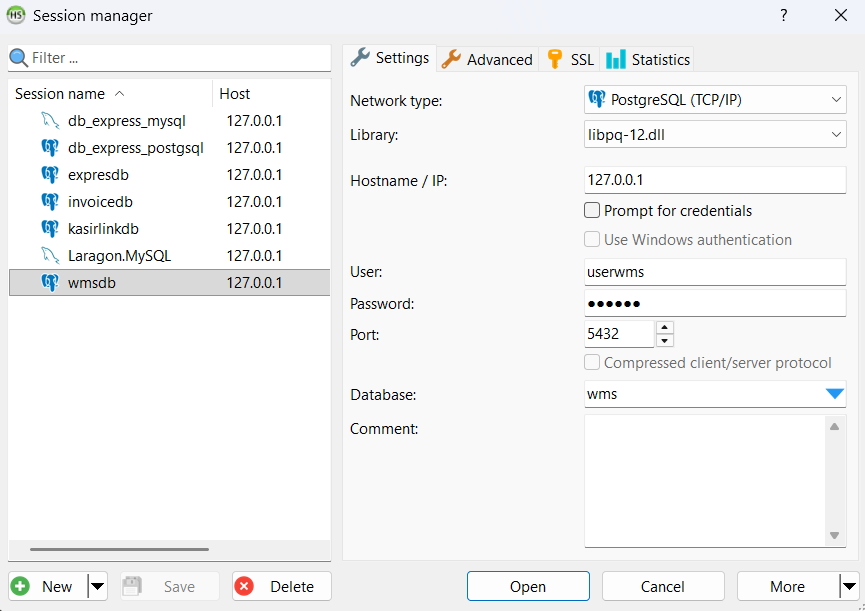 HS Session manager ?
Filter ...
Session name Host
db_express_mysql 127.0.0.1
db_express_postgsql 127.0.0.1
expresdb 127.0.0.1
invoicedb 127.0.0.1
kasirlinkdb 127.0.0.1
Laragon.MySQL 127.0.0.1
wmsdb 127.0.0.1
New Save Delete
Settings Advanced SSL Statistics
Network type: PostgreSQL (TCP/IP)
Library: libpq-12.dll
Hostname / IP: 127.0.0.1
Prompt for credentials
Use Windows authentication
User: userwms
Password: ●●●●●●
Port: 5432
Compressed client/server protocol
Database: wms
Comment:
Open Cancel More